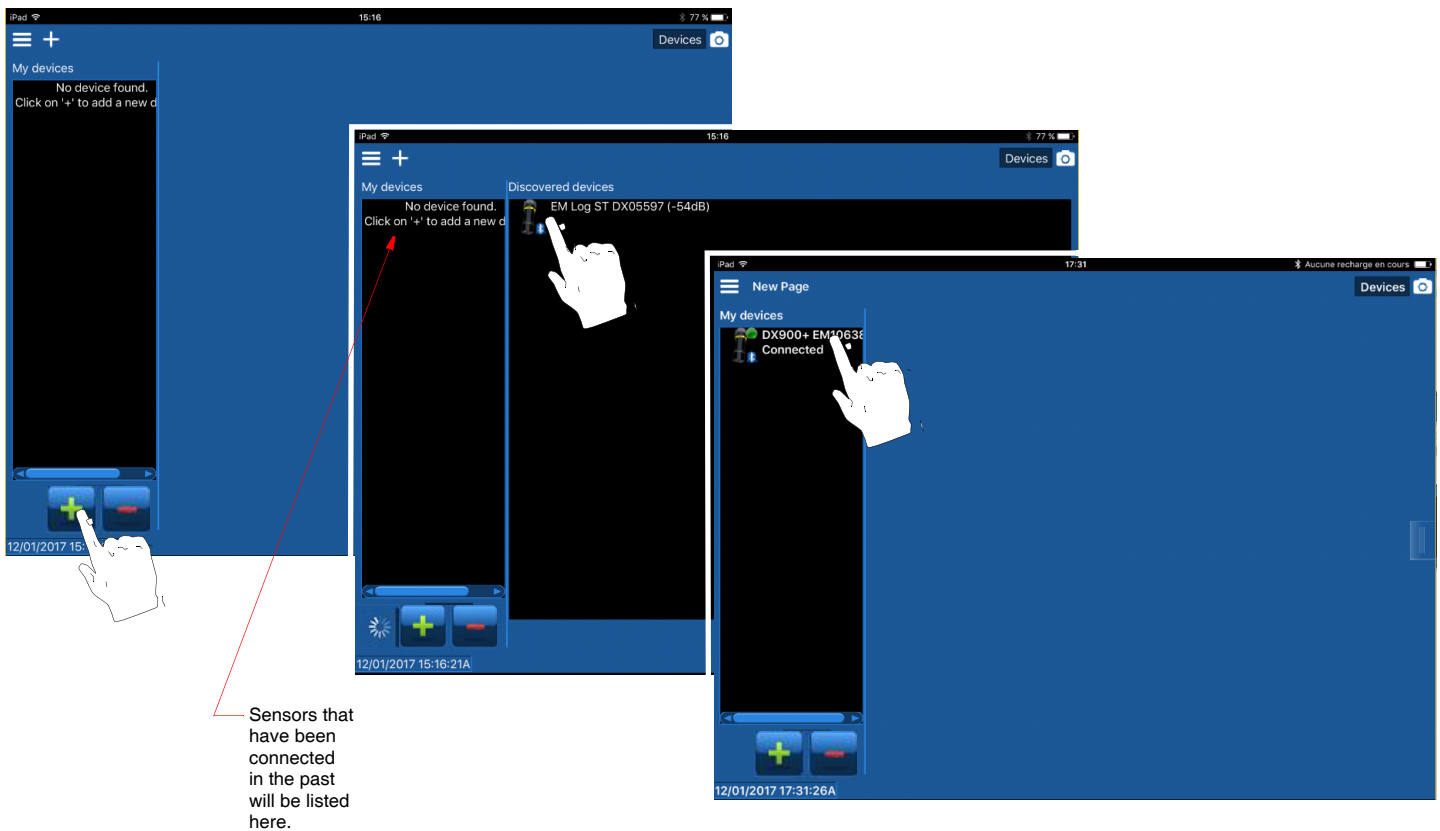 iPad 15:16 77 %
Devices
My devices
No device found.
Click on '+' to add a new d
12/01/2017 15:
iPad 15:16 77 %
Devices
My devices Discovered devices
No device found.
Click on '+' to add a new d
EM Log ST DX05597 (-54dB)
12/01/2017 15:16:21A
iPad 17:31 Aucune recharge en cours
New Page Devices
My devices
DX900+ EM10638
Connected
12/01/2017 17:31:26A
Sensors that
have been
connected
in the past
will be listed
here.